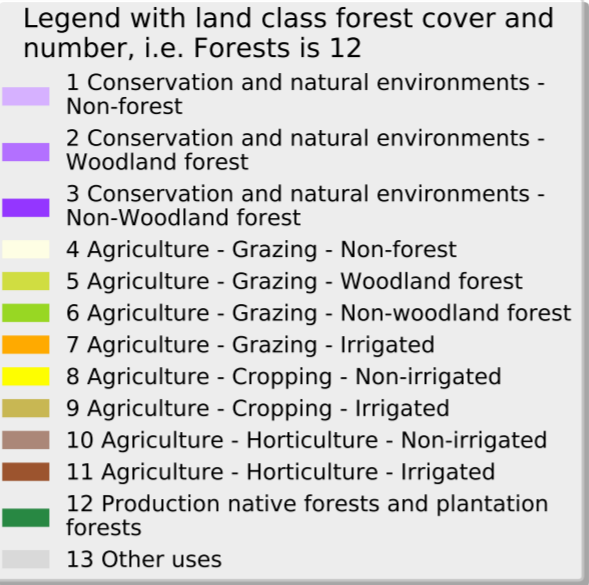 Legend with land class forest cover and
number, i.e. Forests is 12
1 Conservation and natural environments -
Non-forest
2 Conservation and natural environments -
Woodland forest
3 Conservation and natural environments -
Non-Woodland forest
4 Agriculture - Grazing - Non-forest
5 Agriculture - Grazing - Woodland forest
6 Agriculture - Grazing - Non-woodland forest
7 Agriculture - Grazing - Irrigated
8 Agriculture - Cropping - Non-irrigated
9 Agriculture - Cropping - Irrigated
10 Agriculture - Horticulture - Non-irrigated
11 Agriculture - Horticulture - Irrigated
12 Production native forests and plantation
forests
13 Other uses